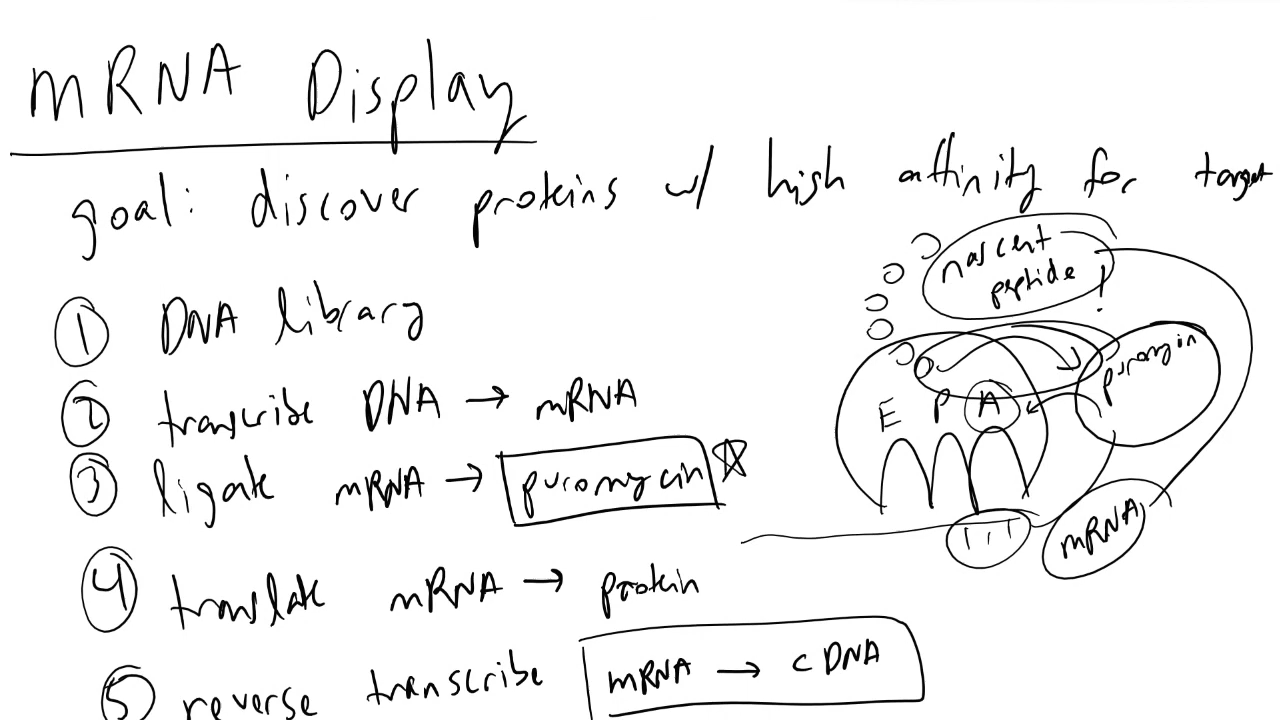 mRNA Display
goal: discover proteins w/ high affinity for target
① DNA library
② transcribe DNA → mRNA
③ ligate mRNA → puromycin ☆
④ translate mRNA → protein
⑤ reverse transcribe mRNA → cDNA
nascent
peptide
!
puromycin
E P A
mRNA